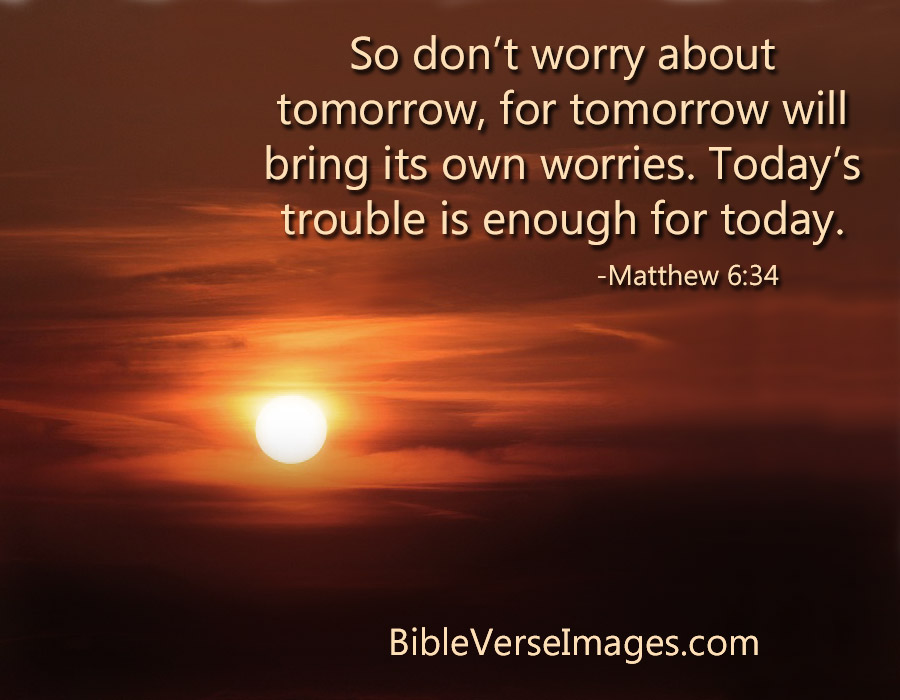 So don’t worry about
tomorrow, for tomorrow will
bring its own worries. Today’s
trouble is enough for today.
-Matthew 6:34
BibleVerseImages.com